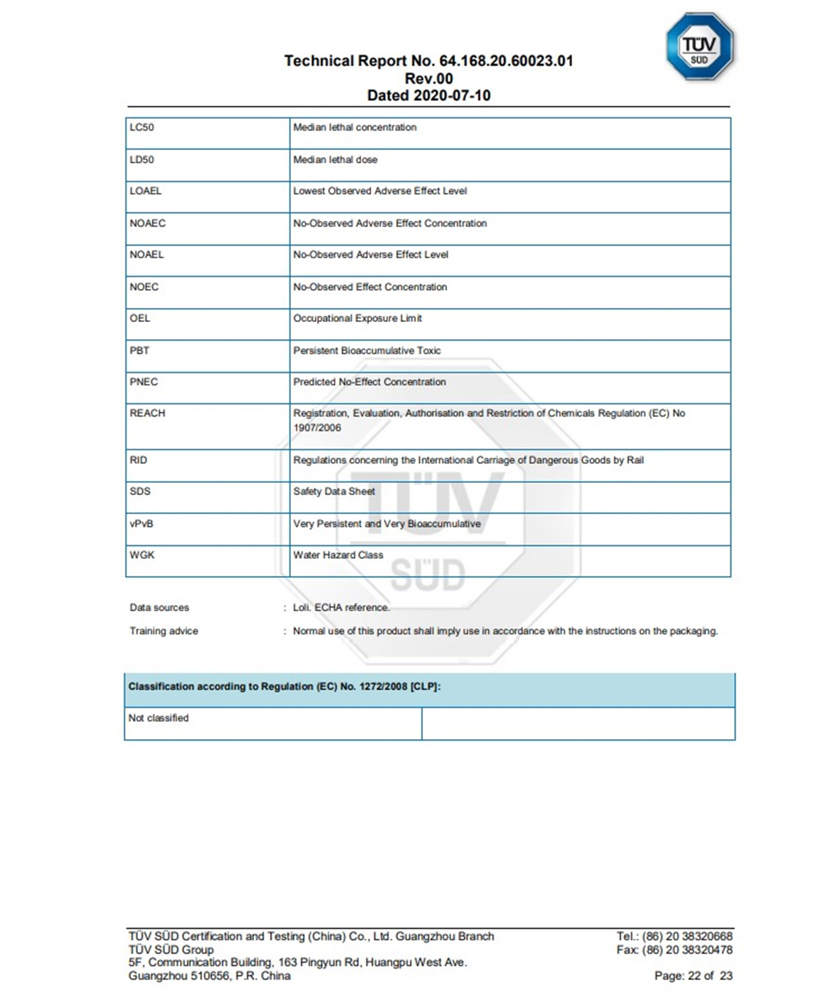 TÜV
SÜD
Technical Report No. 64.168.20.60023.01
Rev.00
Dated 2020-07-10
LC50 Median lethal concentration
LD50 Median lethal dose
LOAEL Lowest Observed Adverse Effect Level
NOAEC No-Observed Adverse Effect Concentration
NOAEL No-Observed Adverse Effect Level
NOEC No-Observed Effect Concentration
OEL Occupational Exposure Limit
PBT Persistent Bioaccumulative Toxic
PNEC Predicted No-Effect Concentration
REACH Registration, Evaluation, Authorisation and Restriction of Chemicals Regulation (EC) No
1907/2006
RID Regulations concerning the International Carriage of Dangerous Goods by Rail
SDS Safety Data Sheet
vPvB Very Persistent and Very Bioaccumulative
WGK Water Hazard Class
TÜV
SÜD
Data sources : Loli. ECHA reference.
Training advice : Normal use of this product shall imply use in accordance with the instructions on the packaging.
Classification according to Regulation (EC) No. 1272/2008 [CLP]:
Not classified
TÜV SÜD Certification and Testing (China) Co., Ltd. Guangzhou Branch Tel.: (86) 20 38320668
TÜV SÜD Group Fax: (86) 20 38320478
5F, Communication Building, 163 Pingyun Rd, Huangpu West Ave.
Guangzhou 510656, P.R. China Page: 22 of 23